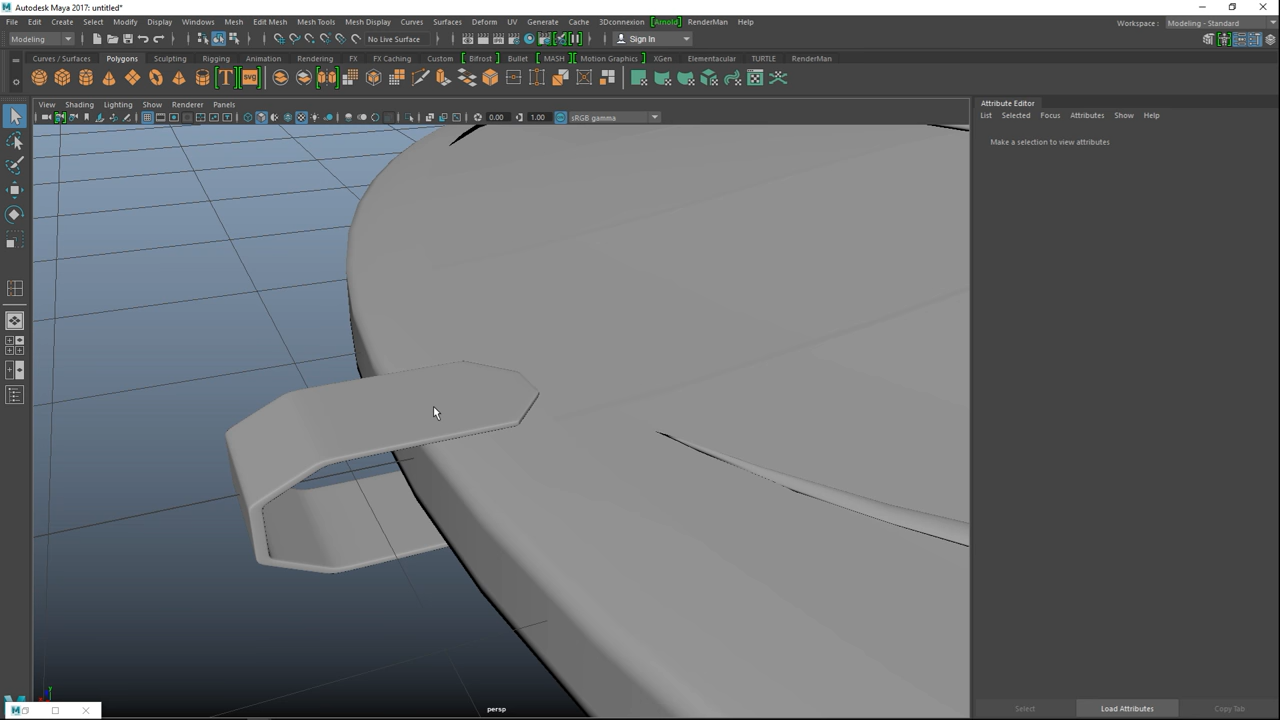 Autodesk Maya 2017: untitled*
File Edit Create Select Modify Display Windows Mesh Edit Mesh Mesh Tools Mesh Display Curves Surfaces Deform UV Generate Cache 3Dconnexion [Arnold] RenderMan Help Workspace : Modeling - Standard
Modeling No Live Surface Sign In
Curves / Surfaces Polygons Sculpting Rigging Animation Rendering FX FX Caching Custom [ Bifrost ] Bullet [ MASH ] [ Motion Graphics ] XGen Elementacular TURTLE RenderMan
T svg
View Shading Lighting Show Renderer Panels
0.00 1.00 sRGB gamma
Attribute Editor
List Selected Focus Attributes Show Help
Make a selection to view attributes
persp
Select Load Attributes Copy Tab